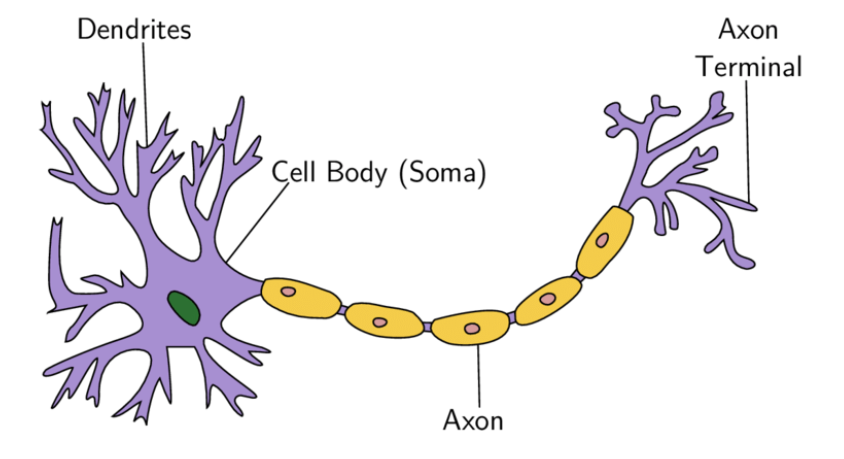 Dendrites
Axon
Terminal
Cell Body (Soma)
Axon